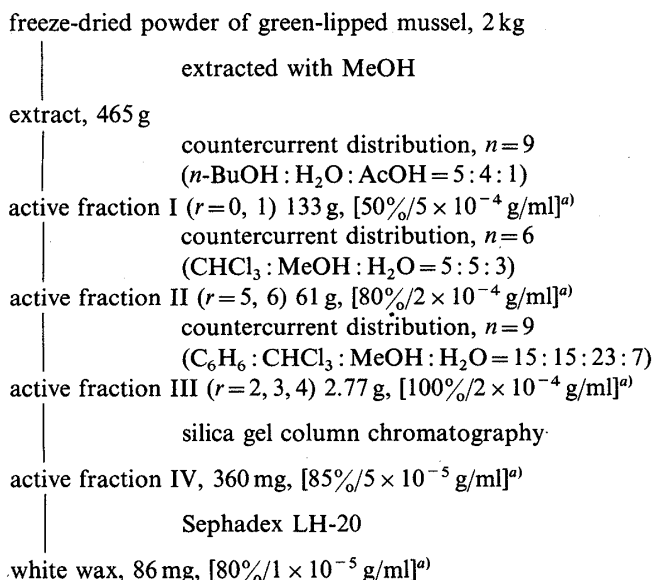 freeze-dried powder of green-lipped mussel, 2 kg
extracted with MeOH
extract, 465 g
countercurrent distribution, n = 9
(n-BuOH : H₂O : AcOH = 5 : 4 : 1)
active fraction I (r = 0, 1) 133 g, [50%/5 × 10⁻⁴ g/ml]ᵃ⁾
countercurrent distribution, n = 6
(CHCl₃ : MeOH : H₂O = 5 : 5 : 3)
active fraction II (r = 5, 6) 61 g, [80%/2 × 10⁻⁴ g/ml]ᵃ⁾
countercurrent distribution, n = 9
(C₆H₆ : CHCl₃ : MeOH : H₂O = 15 : 15 : 23 : 7)
active fraction III (r = 2, 3, 4) 2.77 g, [100%/2 × 10⁻⁴ g/ml]ᵃ⁾
silica gel column chromatography
active fraction IV, 360 mg, [85%/5 × 10⁻⁵ g/ml]ᵃ⁾
Sephadex LH-20
white wax, 86 mg, [80%/1 × 10⁻⁵ g/ml]ᵃ⁾